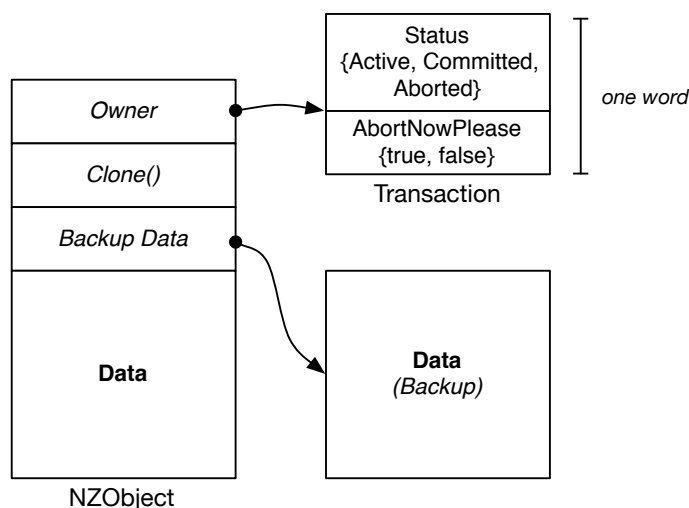 Status
{Active, Committed,
Aborted}
one word
Owner
AbortNowPlease
{true, false}
Clone()
Transaction
Backup Data
Data
Data
(Backup)
NZObject